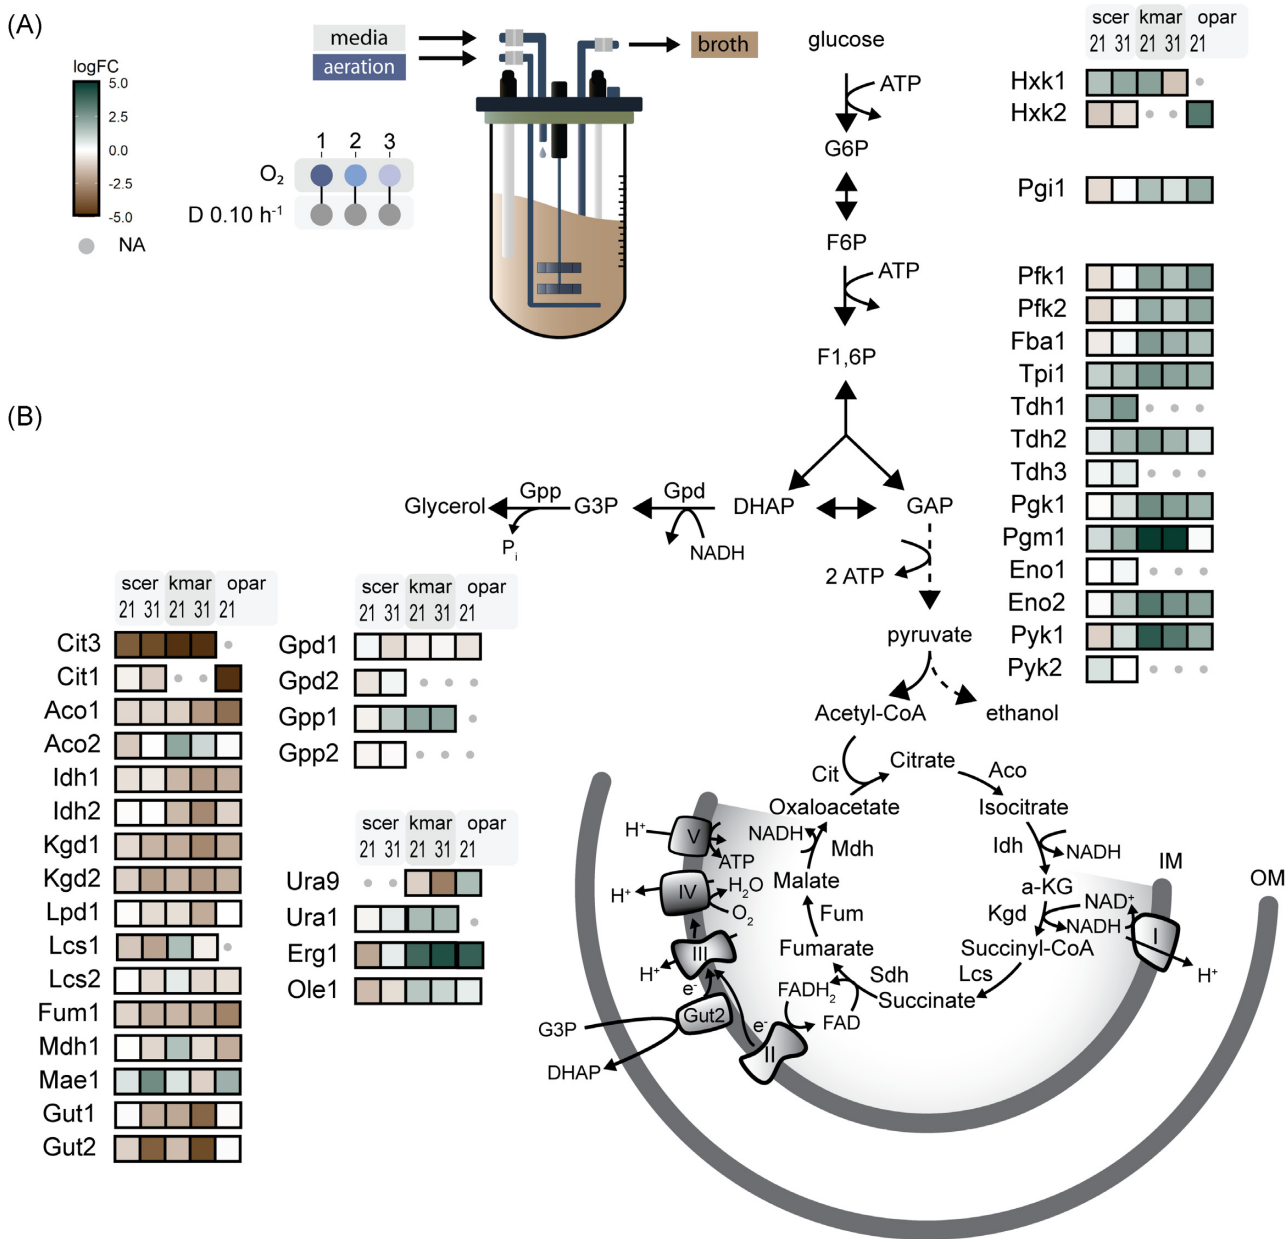 (A)
logFC
5.0
2.5
0.0
-2.5
-5.0
NA
media
aeration
broth
1 2 3
O₂
D 0.10 h⁻¹
glucose
ATP
G6P
F6P
ATP
F1,6P
DHAP
GAP
Gpd
NADH
G3P
Gpp
Pᵢ
Glycerol
2 ATP
pyruvate
Acetyl-CoA
ethanol
scer kmar opar
21 31 21 31 21
Hxk1
Hxk2
Pgi1
Pfk1
Pfk2
Fba1
Tpi1
Tdh1
Tdh2
Tdh3
Pgk1
Pgm1
Eno1
Eno2
Pyk1
Pyk2
(B)
scer kmar opar
21 31 21 31 21
Cit3
Cit1
Aco1
Aco2
Idh1
Idh2
Kgd1
Kgd2
Lpd1
Lcs1
Lcs2
Fum1
Mdh1
Mae1
Gut1
Gut2
scer kmar opar
21 31 21 31 21
Gpd1
Gpd2
Gpp1
Gpp2
scer kmar opar
21 31 21 31 21
Ura9
Ura1
Erg1
Ole1
Cit
Citrate
Aco
Isocitrate
Idh
NADH
a-KG
Kgd
NAD⁺
NADH
Succinyl-CoA
Lcs
Succinate
Sdh
FADH₂
FAD
Fumarate
Fum
Malate
Mdh
NADH
Oxaloacetate
H⁺
V
ATP
H⁺
IV
H₂O
O₂
H⁺
III
e⁻
Gut2
G3P
DHAP
e⁻
II
I
H⁺
IM
OM